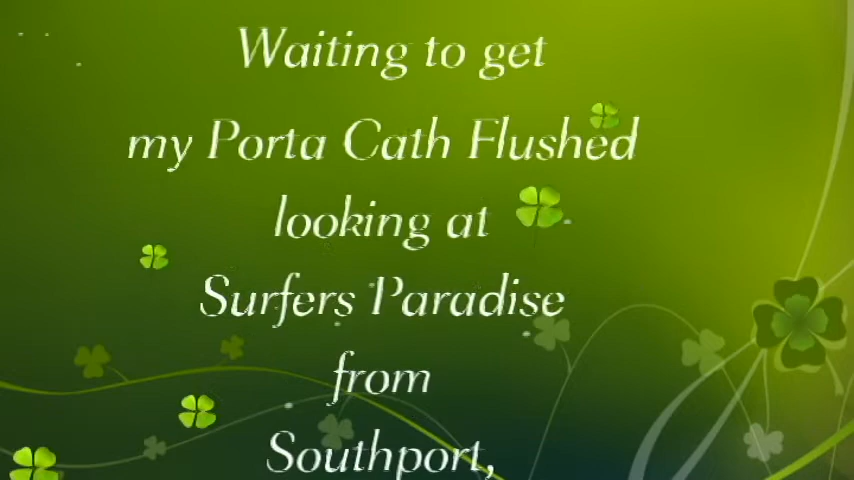 Waiting to get
my Porta Cath Flushed
looking at
Surfers Paradise
from
Southport,